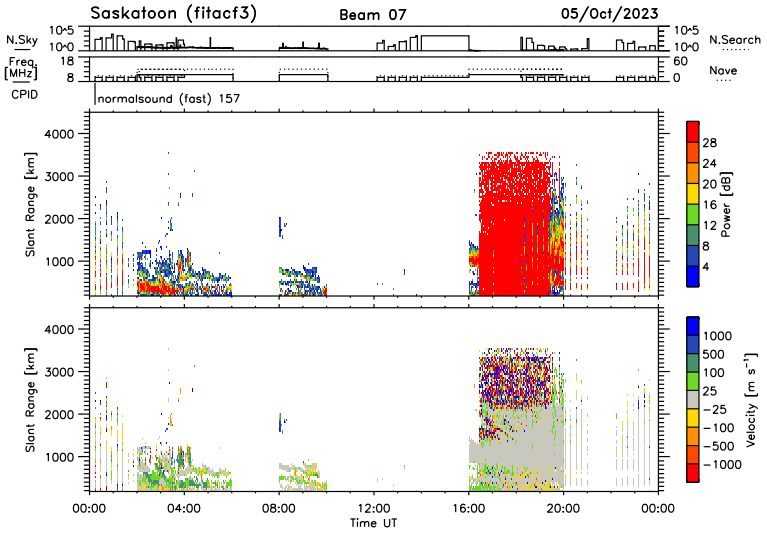 Saskatoon (fitacf3) Beam 07 05/Oct/2023
N.Sky 10^5 10^0 10^5 10^0 N.Search
Freq. [MHz] 18 8 60 0 Nave
CPID normalsound (fast) 157
Slant Range [km] 4000 3000 2000 1000
28 24 20 16 12 8 4 Power [dB]
Slant Range [km] 4000 3000 2000 1000
1000 500 100 25 −25 −100 −500 −1000 Velocity [m s⁻¹]
00:00 04:00 08:00 12:00 16:00 20:00 00:00
Time UT